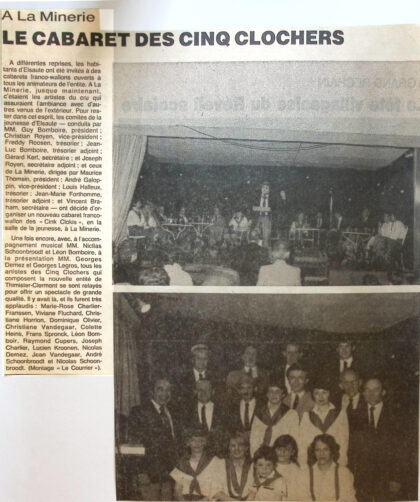 A La Minerie
LE CABARET DES CINQ CLOCHERS
A différentes reprises, les habi-
tants d'Elsaute ont été invités à des
cabarets franco-wallons ouverts à
tous les animateurs de l'entité. A La
Minerie, jusque maintenant,
c'étaient les artistes du cru qui
assuraient l'ambiance avec d'au-
tres venus de l'extérieur. Pour res-
ter dans cet esprit, les comités de la
jeunesse d'Elsaute — conduits par
MM. Guy Bomboire, président ;
Christian Royen, vice-président ;
Freddy Roosen, trésorier ; Jean-
Luc Bomboire, trésorier adjoint ;
Gérard Kerf, secrétaire ; et Joseph
Royen, secrétaire adjoint ; et ceux
de La Minerie, dirigés par Maurice
Thomsin, président ; André Galop-
pin, vice-président ; Louis Halleux,
trésorier ; Jean-Marie Forthomme,
trésorier adjoint ; et Vincent Bra-
ham, secrétaire — ont décidé d'or-
ganiser un nouveau cabaret franco-
wallon des « Cink Clokîs », en la
salle de la jeunesse, à La Minerie.
Une fois encore, avec, à l'accom-
pagnement musical MM. Nicolas
Schoonbroodt et Léon Bomboire, à
la présentation MM. Georges
Demez et Georges Legros, tous les
artistes des Cinq Clochers qui
composent la nouvelle entité de
Thimister-Clermont se sont relayés
pour offrir un spectacle de grande
qualité. Il y avait là, et ils furent très
applaudis : Marie-Rose Charlier-
Franssen, Viviane Fluchard, Chris-
tiane Horrion, Dominique Olivier,
Christiane Vandegaar, Colette
Heins, Frans Spronck, Léon Bom-
boir, Raymond Cupers, Joseph
Charlier, Lucien Kroonen, Nicolas
Demez, Jean Vandegaar, André
Schoonbroodt et Nicolas Schoon-
broodt. (Montage « Le Courrier »).